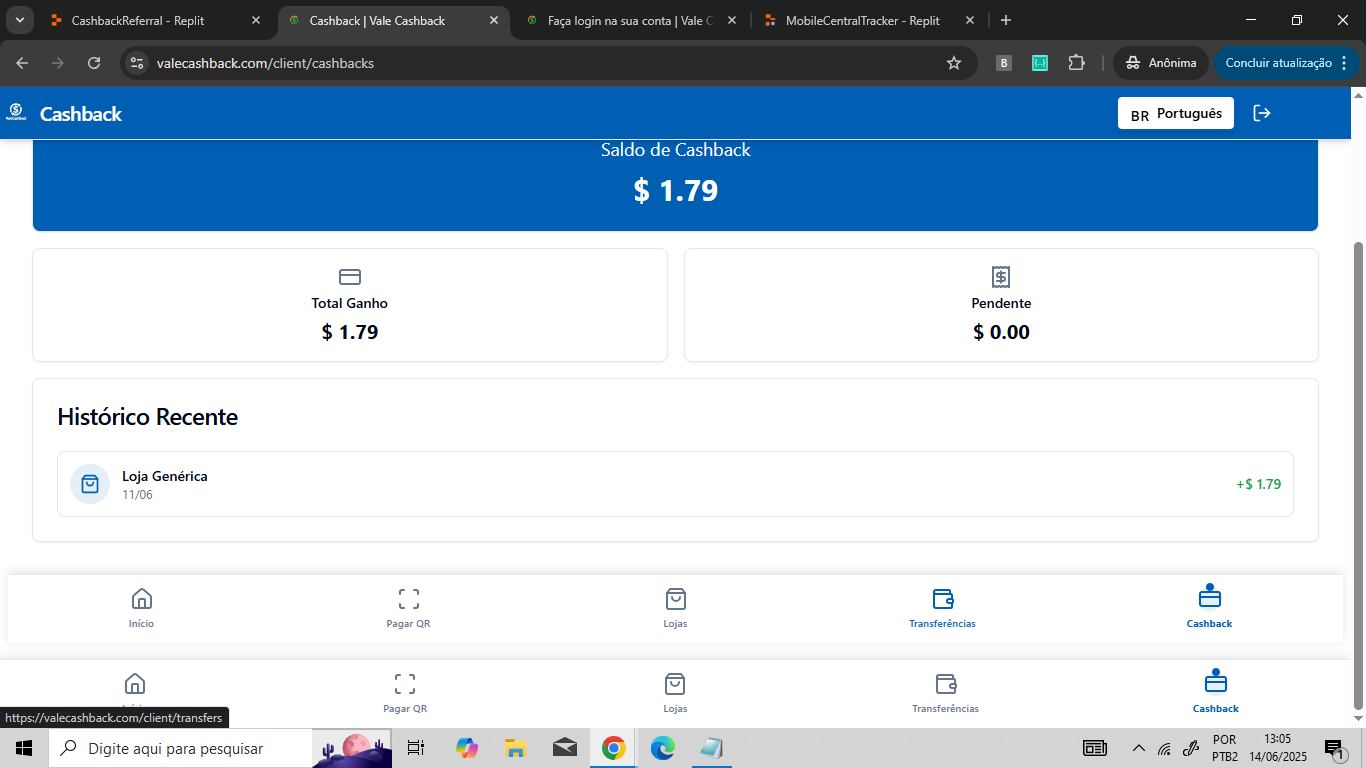 CashbackReferral - Replit
Cashback | Vale Cashback
Faça login na sua conta | Vale C
MobileCentralTracker - Replit
valecashback.com/client/cashbacks
B
Anônima
Concluir atualização
Cashback
BR Português
Saldo de Cashback
$ 1.79
Total Ganho
$ 1.79
Pendente
$ 0.00
Histórico Recente
Loja Genérica
11/06
+$ 1.79
Início
Pagar QR
Lojas
Transferências
Cashback
Pagar QR
Lojas
Transferências
Cashback
https://valecashback.com/client/transfers
Digite aqui para pesquisar
POR
PTB2
13:05
14/06/2025
1